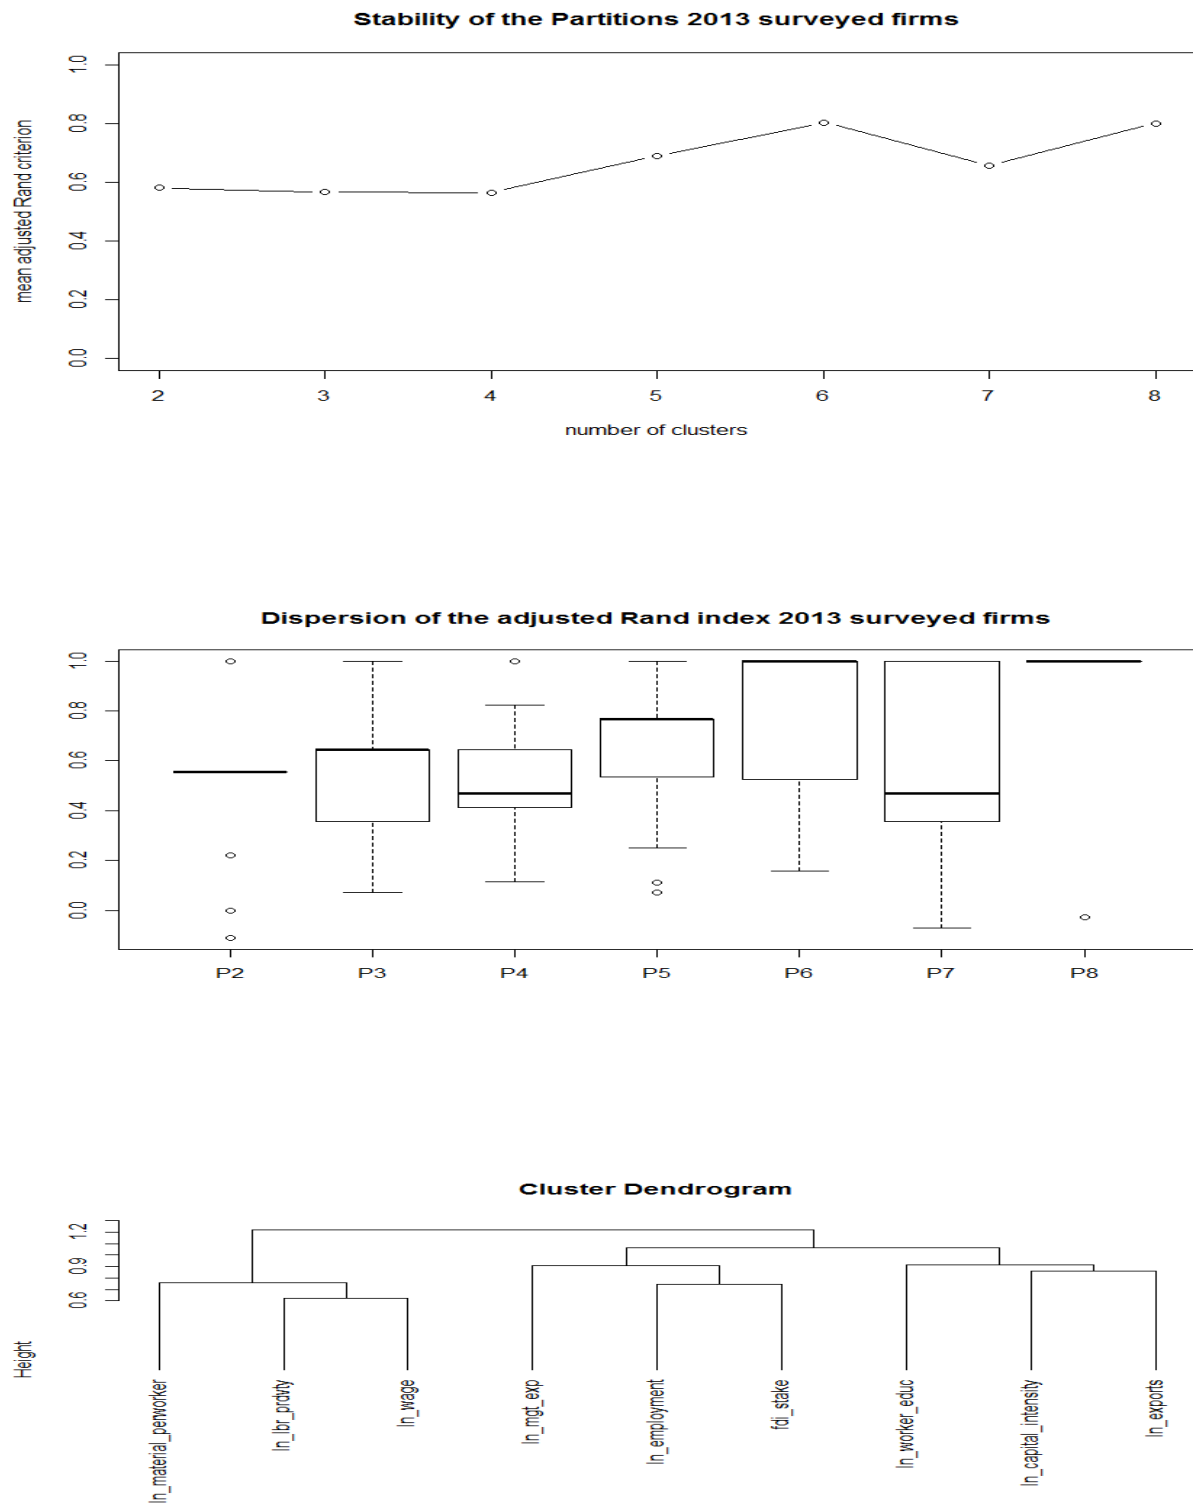 Stability of the Partitions 2013 surveyed firms
mean adjusted Rand criterion
1.0
0.8
0.6
0.4
0.2
0.0
2 3 4 5 6 7 8
number of clusters
Dispersion of the adjusted Rand index 2013 surveyed firms
1.0
0.8
0.6
0.4
0.2
0.0
P2 P3 P4 P5 P6 P7 P8
Cluster Dendrogram
Height
1.2
0.9
0.6
ln_material_perworker
ln_lbr_prdvty
ln_wage
ln_mgt_exp
ln_employment
fdi_stake
ln_worker_educ
ln_capital_intensity
ln_exports